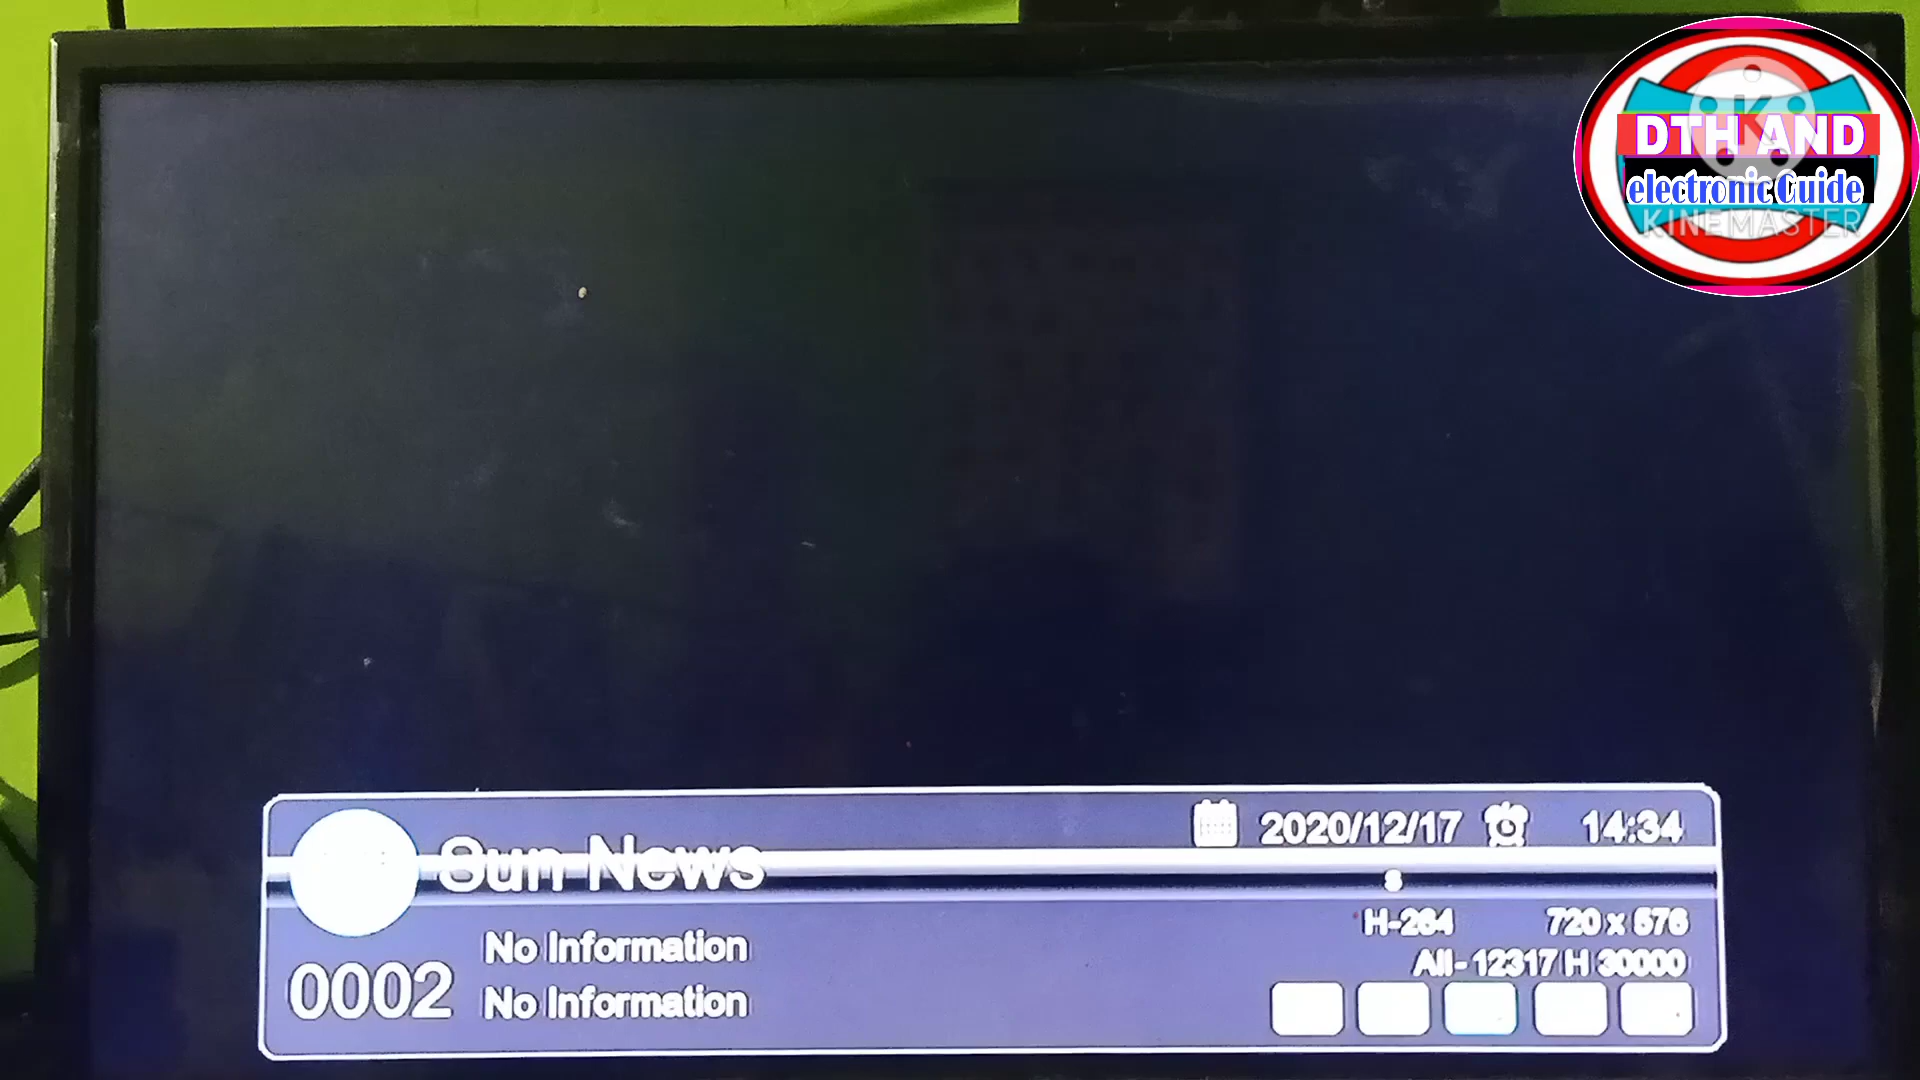 DTH AND
electronic Guide
KINEMASTER
2020/12/17 14:34
Sun News
S
H-264 720 x 576
No Information
All- 12317 H 30000
0002
No Information